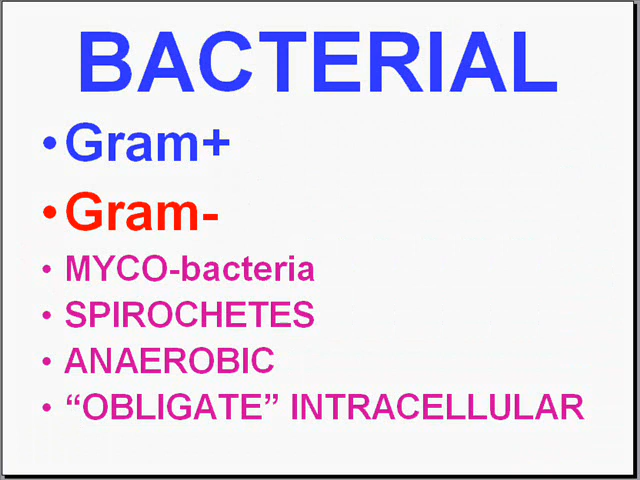 BACTERIAL
•Gram+
•Gram-
• MYCO-bacteria
• SPIROCHETES
• ANAEROBIC
• “OBLIGATE” INTRACELLULAR